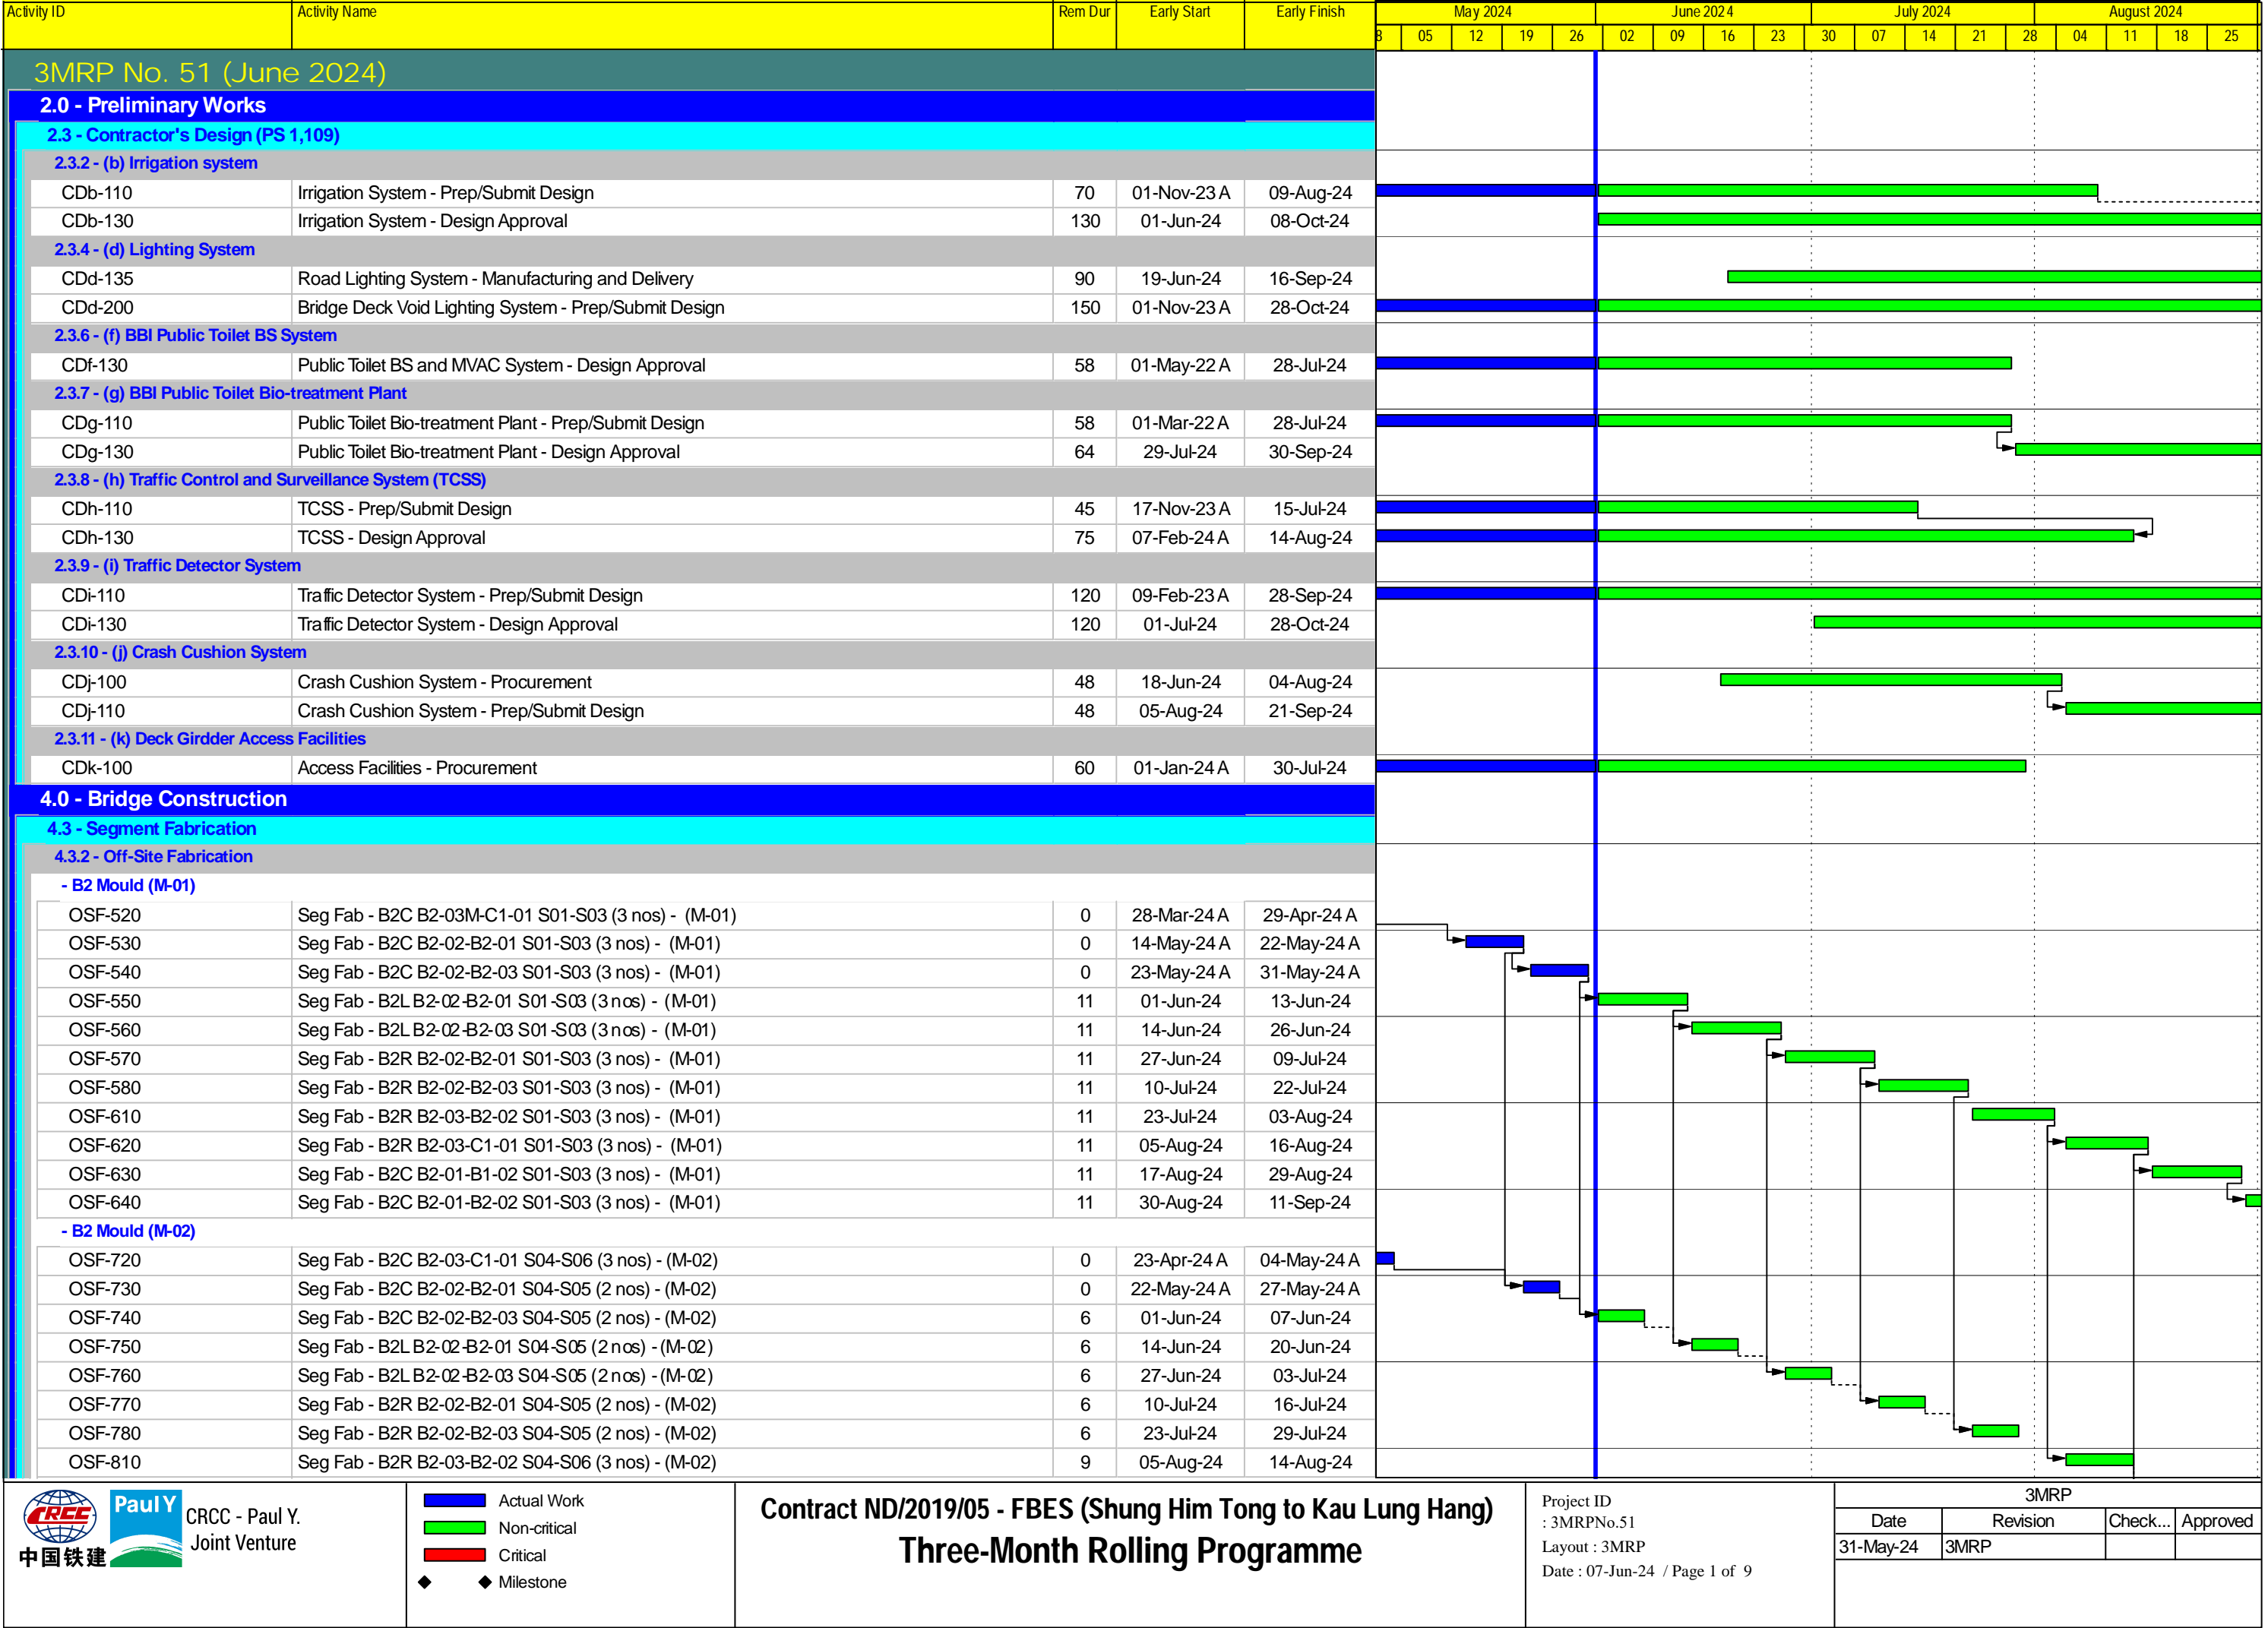 Activity ID Activity Name Rem Dur Early Start Early Finish May 2024 June 2024 July 2024 August 2024
8 05 12 19 26 02 09 16 23 30 07 14 21 28 04 11 18 25
3MRP No. 51 (June 2024)
2.0 - Preliminary Works
2.3 - Contractor's Design (PS 1,109)
2.3.2 - (b) Irrigation system
CDb-110 Irrigation System - Prep/Submit Design 70 01-Nov-23 A 09-Aug-24
CDb-130 Irrigation System - Design Approval 130 01-Jun-24 08-Oct-24
2.3.4 - (d) Lighting System
CDd-135 Road Lighting System - Manufacturing and Delivery 90 19-Jun-24 16-Sep-24
CDd-200 Bridge Deck Void Lighting System - Prep/Submit Design 150 01-Nov-23 A 28-Oct-24
2.3.6 - (f) BBI Public Toilet BS System
CDf-130 Public Toilet BS and MVAC System - Design Approval 58 01-May-22 A 28-Jul-24
2.3.7 - (g) BBI Public Toilet Bio-treatment Plant
CDg-110 Public Toilet Bio-treatment Plant - Prep/Submit Design 58 01-Mar-22 A 28-Jul-24
CDg-130 Public Toilet Bio-treatment Plant - Design Approval 64 29-Jul-24 30-Sep-24
2.3.8 - (h) Traffic Control and Surveillance System (TCSS)
CDh-110 TCSS - Prep/Submit Design 45 17-Nov-23 A 15-Jul-24
CDh-130 TCSS - Design Approval 75 07-Feb-24 A 14-Aug-24
2.3.9 - (i) Traffic Detector System
CDi-110 Traffic Detector System - Prep/Submit Design 120 09-Feb-23 A 28-Sep-24
CDi-130 Traffic Detector System - Design Approval 120 01-Jul-24 28-Oct-24
2.3.10 - (j) Crash Cushion System
CDj-100 Crash Cushion System - Procurement 48 18-Jun-24 04-Aug-24
CDj-110 Crash Cushion System - Prep/Submit Design 48 05-Aug-24 21-Sep-24
2.3.11 - (k) Deck Girdder Access Facilities
CDk-100 Access Facilities - Procurement 60 01-Jan-24 A 30-Jul-24
4.0 - Bridge Construction
4.3 - Segment Fabrication
4.3.2 - Off-Site Fabrication
- B2 Mould (M-01)
OSF-520 Seg Fab - B2C B2-03M-C1-01 S01-S03 (3 nos) - (M-01) 0 28-Mar-24 A 29-Apr-24 A
OSF-530 Seg Fab - B2C B2-02-B2-01 S01-S03 (3 nos) - (M-01) 0 14-May-24 A 22-May-24 A
OSF-540 Seg Fab - B2C B2-02-B2-03 S01-S03 (3 nos) - (M-01) 0 23-May-24 A 31-May-24 A
OSF-550 Seg Fab - B2L B2-02-B2-01 S01-S03 (3 nos) - (M-01) 11 01-Jun-24 13-Jun-24
OSF-560 Seg Fab - B2L B2-02-B2-03 S01-S03 (3 nos) - (M-01) 11 14-Jun-24 26-Jun-24
OSF-570 Seg Fab - B2R B2-02-B2-01 S01-S03 (3 nos) - (M-01) 11 27-Jun-24 09-Jul-24
OSF-580 Seg Fab - B2R B2-02-B2-03 S01-S03 (3 nos) - (M-01) 11 10-Jul-24 22-Jul-24
OSF-610 Seg Fab - B2R B2-03-B2-02 S01-S03 (3 nos) - (M-01) 11 23-Jul-24 03-Aug-24
OSF-620 Seg Fab - B2R B2-03-C1-01 S01-S03 (3 nos) - (M-01) 11 05-Aug-24 16-Aug-24
OSF-630 Seg Fab - B2C B2-01-B1-02 S01-S03 (3 nos) - (M-01) 11 17-Aug-24 29-Aug-24
OSF-640 Seg Fab - B2C B2-01-B2-02 S01-S03 (3 nos) - (M-01) 11 30-Aug-24 11-Sep-24
- B2 Mould (M-02)
OSF-720 Seg Fab - B2C B2-03-C1-01 S04-S06 (3 nos) - (M-02) 0 23-Apr-24 A 04-May-24 A
OSF-730 Seg Fab - B2C B2-02-B2-01 S04-S05 (2 nos) - (M-02) 0 22-May-24 A 27-May-24 A
OSF-740 Seg Fab - B2C B2-02-B2-03 S04-S05 (2 nos) - (M-02) 6 01-Jun-24 07-Jun-24
OSF-750 Seg Fab - B2L B2-02-B2-01 S04-S05 (2 nos) - (M-02) 6 14-Jun-24 20-Jun-24
OSF-760 Seg Fab - B2L B2-02-B2-03 S04-S05 (2 nos) - (M-02) 6 27-Jun-24 03-Jul-24
OSF-770 Seg Fab - B2R B2-02-B2-01 S04-S05 (2 nos) - (M-02) 6 10-Jul-24 16-Jul-24
OSF-780 Seg Fab - B2R B2-02-B2-03 S04-S05 (2 nos) - (M-02) 6 23-Jul-24 29-Jul-24
OSF-810 Seg Fab - B2R B2-03-B2-02 S04-S06 (3 nos) - (M-02) 9 05-Aug-24 14-Aug-24
CRCC
中国铁建
Paul Y
CRCC - Paul Y.
Joint Venture
Actual Work
Non-critical
Critical
Milestone
Contract ND/2019/05 - FBES (Shung Him Tong to Kau Lung Hang)
Three-Month Rolling Programme
Project ID
: 3MRPNo.51
Layout : 3MRP
Date : 07-Jun-24 / Page 1 of 9
3MRP
Date Revision Check... Approved
31-May-24 3MRP